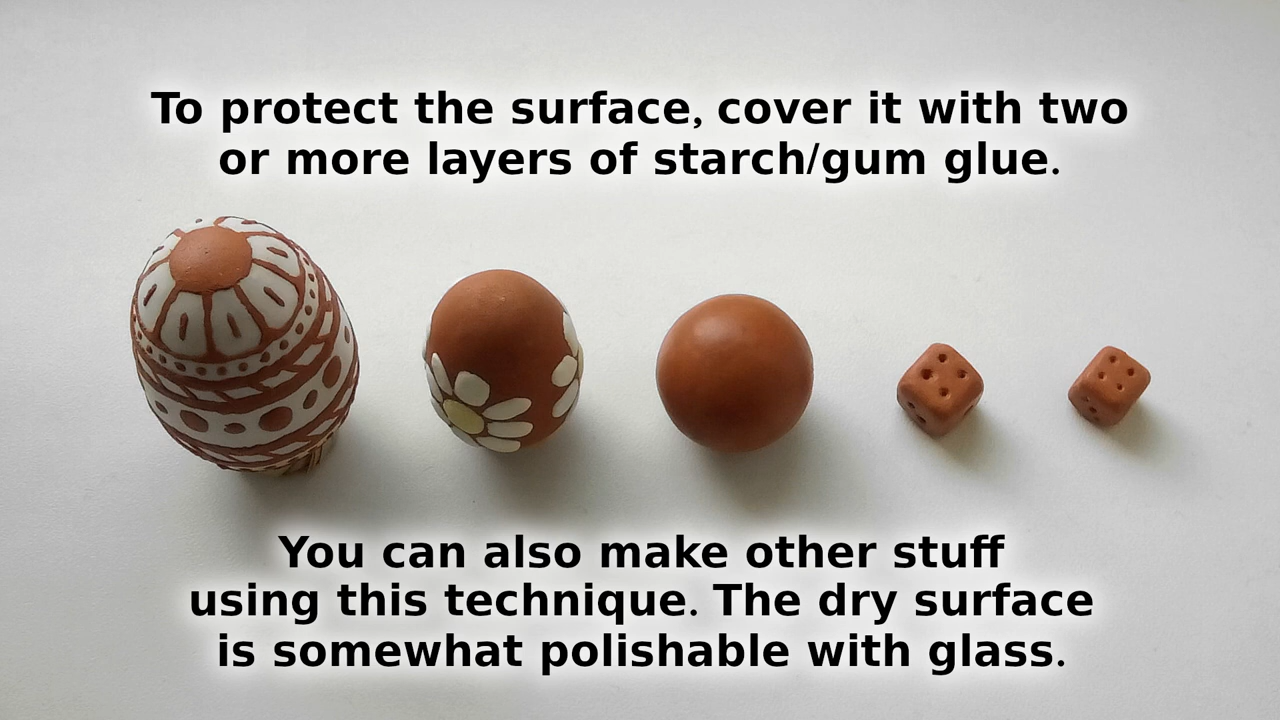 To protect the surface, cover it with two
or more layers of starch/gum glue.
You can also make other stuff
using this technique. The dry surface
is somewhat polishable with glass.